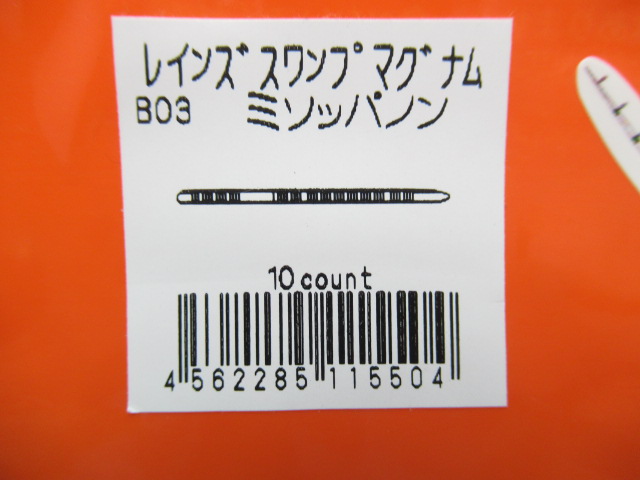 レインズ スワンプ マグナム
B03 ミソッパノン
10 count
4 562285 115504